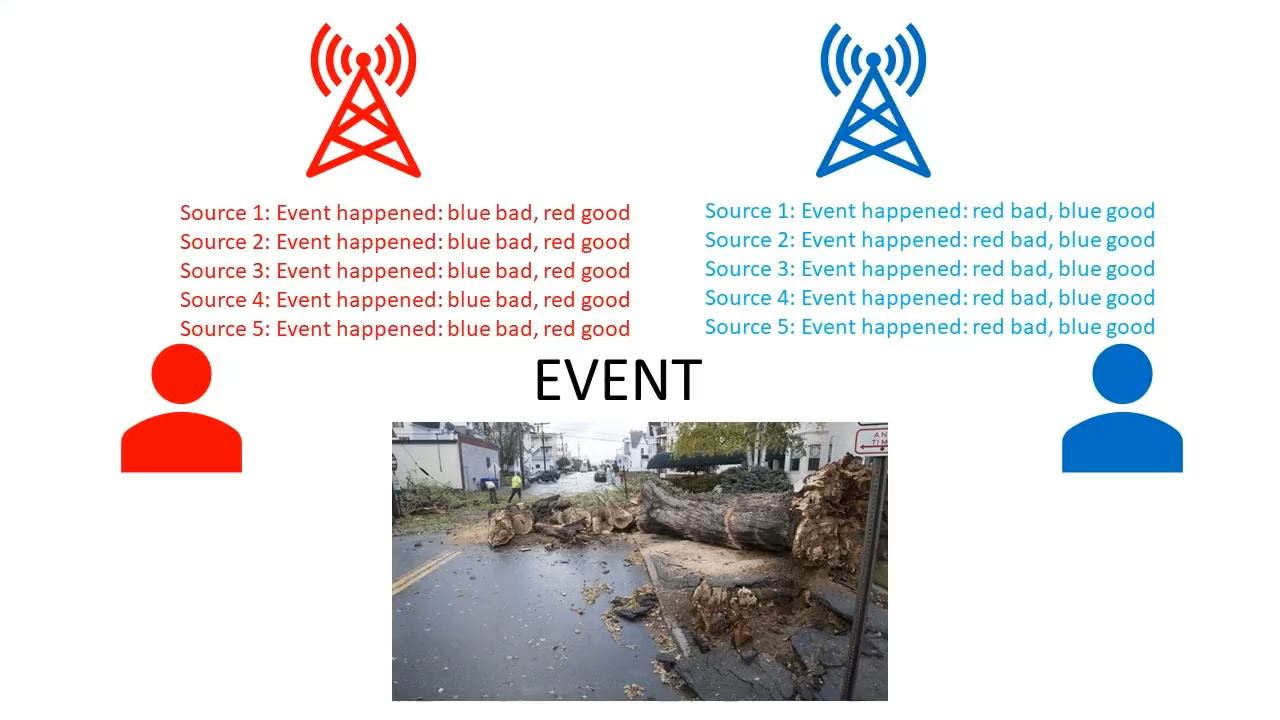 Source 1: Event happened: blue bad, red good
Source 2: Event happened: blue bad, red good
Source 3: Event happened: blue bad, red good
Source 4: Event happened: blue bad, red good
Source 5: Event happened: blue bad, red good
Source 1: Event happened: red bad, blue good
Source 2: Event happened: red bad, blue good
Source 3: Event happened: red bad, blue good
Source 4: Event happened: red bad, blue good
Source 5: Event happened: red bad, blue good
EVENT
AN
TIM